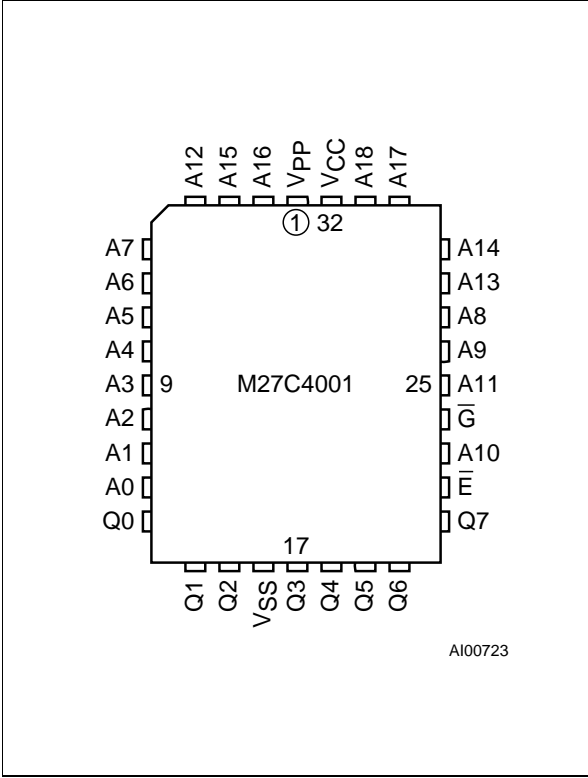 A12 A15 A16 VPP VCC A18 A17
1 32
A7 A14
A6 A13
A5 A8
A4 A9
A3 9 M27C4001 25 A11
A2 G̅
A1 A10
A0 E̅
Q0 Q7
17
Q1 Q2 VSS Q3 Q4 Q5 Q6
AI00723